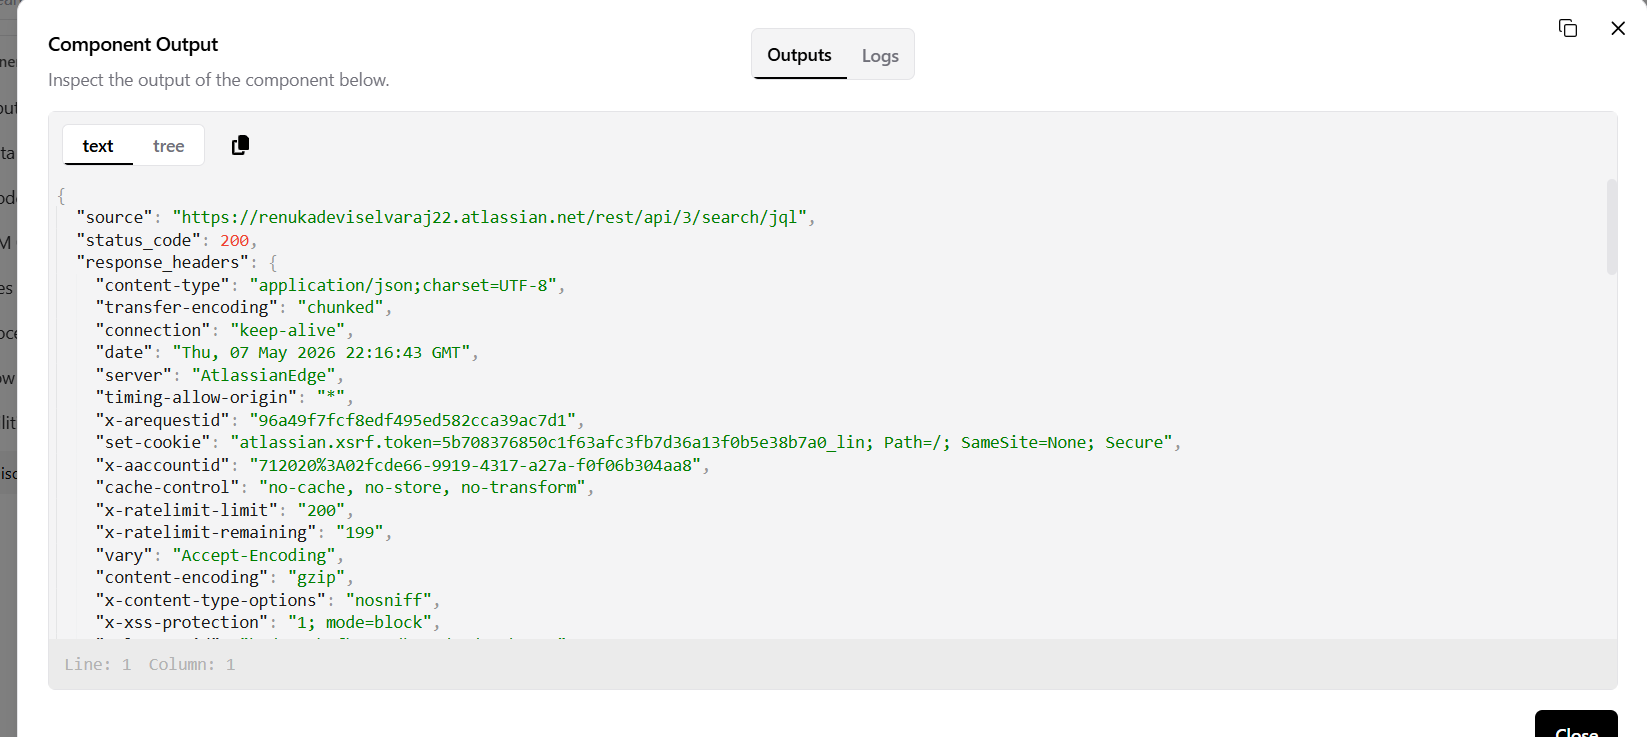 Component Output
Inspect the output of the component below.
Outputs
Logs
text
tree
{
"source": "https://renukadeviselvaraj22.atlassian.net/rest/api/3/search/jql",
"status_code": 200,
"response_headers": {
"content-type": "application/json;charset=UTF-8",
"transfer-encoding": "chunked",
"connection": "keep-alive",
"date": "Thu, 07 May 2026 22:16:43 GMT",
"server": "AtlassianEdge",
"timing-allow-origin": "*",
"x-arequestid": "96a49f7fcf8edf495ed582cca39ac7d1",
"set-cookie": "atlassian.xsrf.token=5b708376850c1f63afc3fb7d36a13f0b5e38b7a0_lin; Path=/; SameSite=None; Secure",
"x-aaccountid": "712020%3A02fcde66-9919-4317-a27a-f0f06b304aa8",
"cache-control": "no-cache, no-store, no-transform",
"x-ratelimit-limit": "200",
"x-ratelimit-remaining": "199",
"vary": "Accept-Encoding",
"content-encoding": "gzip",
"x-content-type-options": "nosniff",
"x-xss-protection": "1; mode=block",
Line: 1 Column: 1
Close